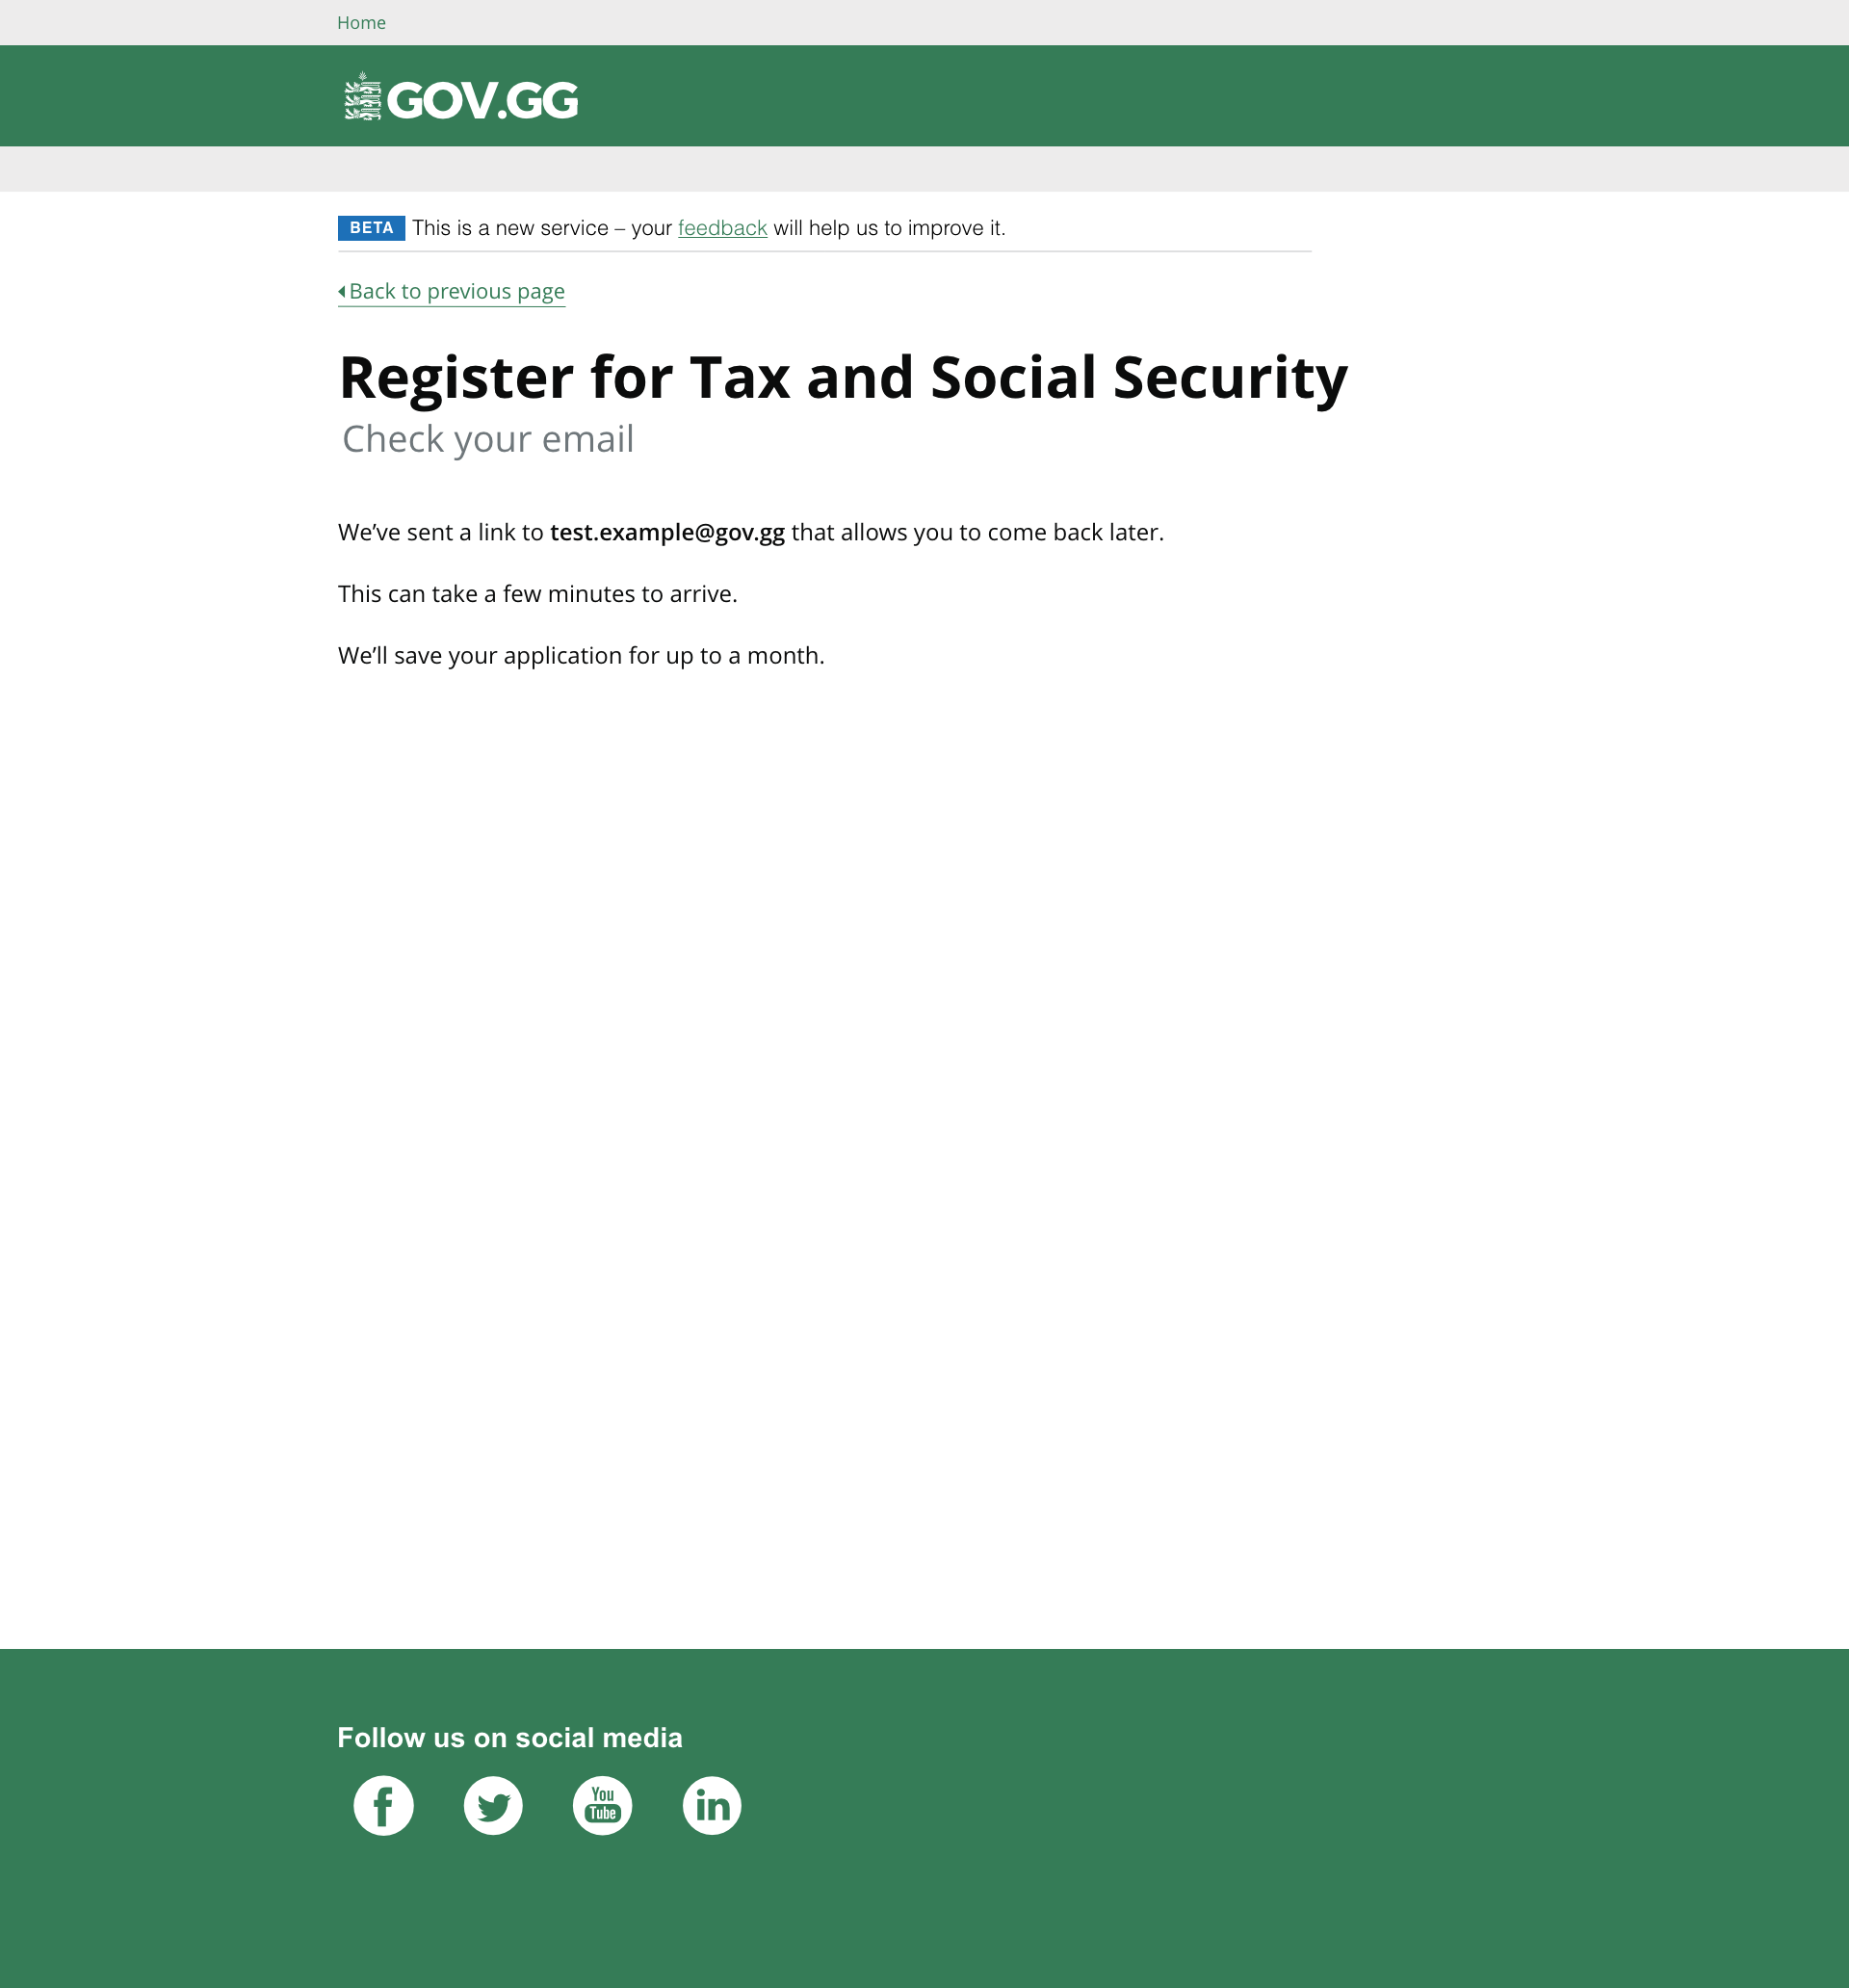 Home
GOV.GG
BETA This is a new service – your feedback will help us to improve it.
Back to previous page
Register for Tax and Social Security
Check your email
We’ve sent a link to test.example@gov.gg that allows you to come back later.
This can take a few minutes to arrive.
We’ll save your application for up to a month.
Follow us on social media
f You Tube in